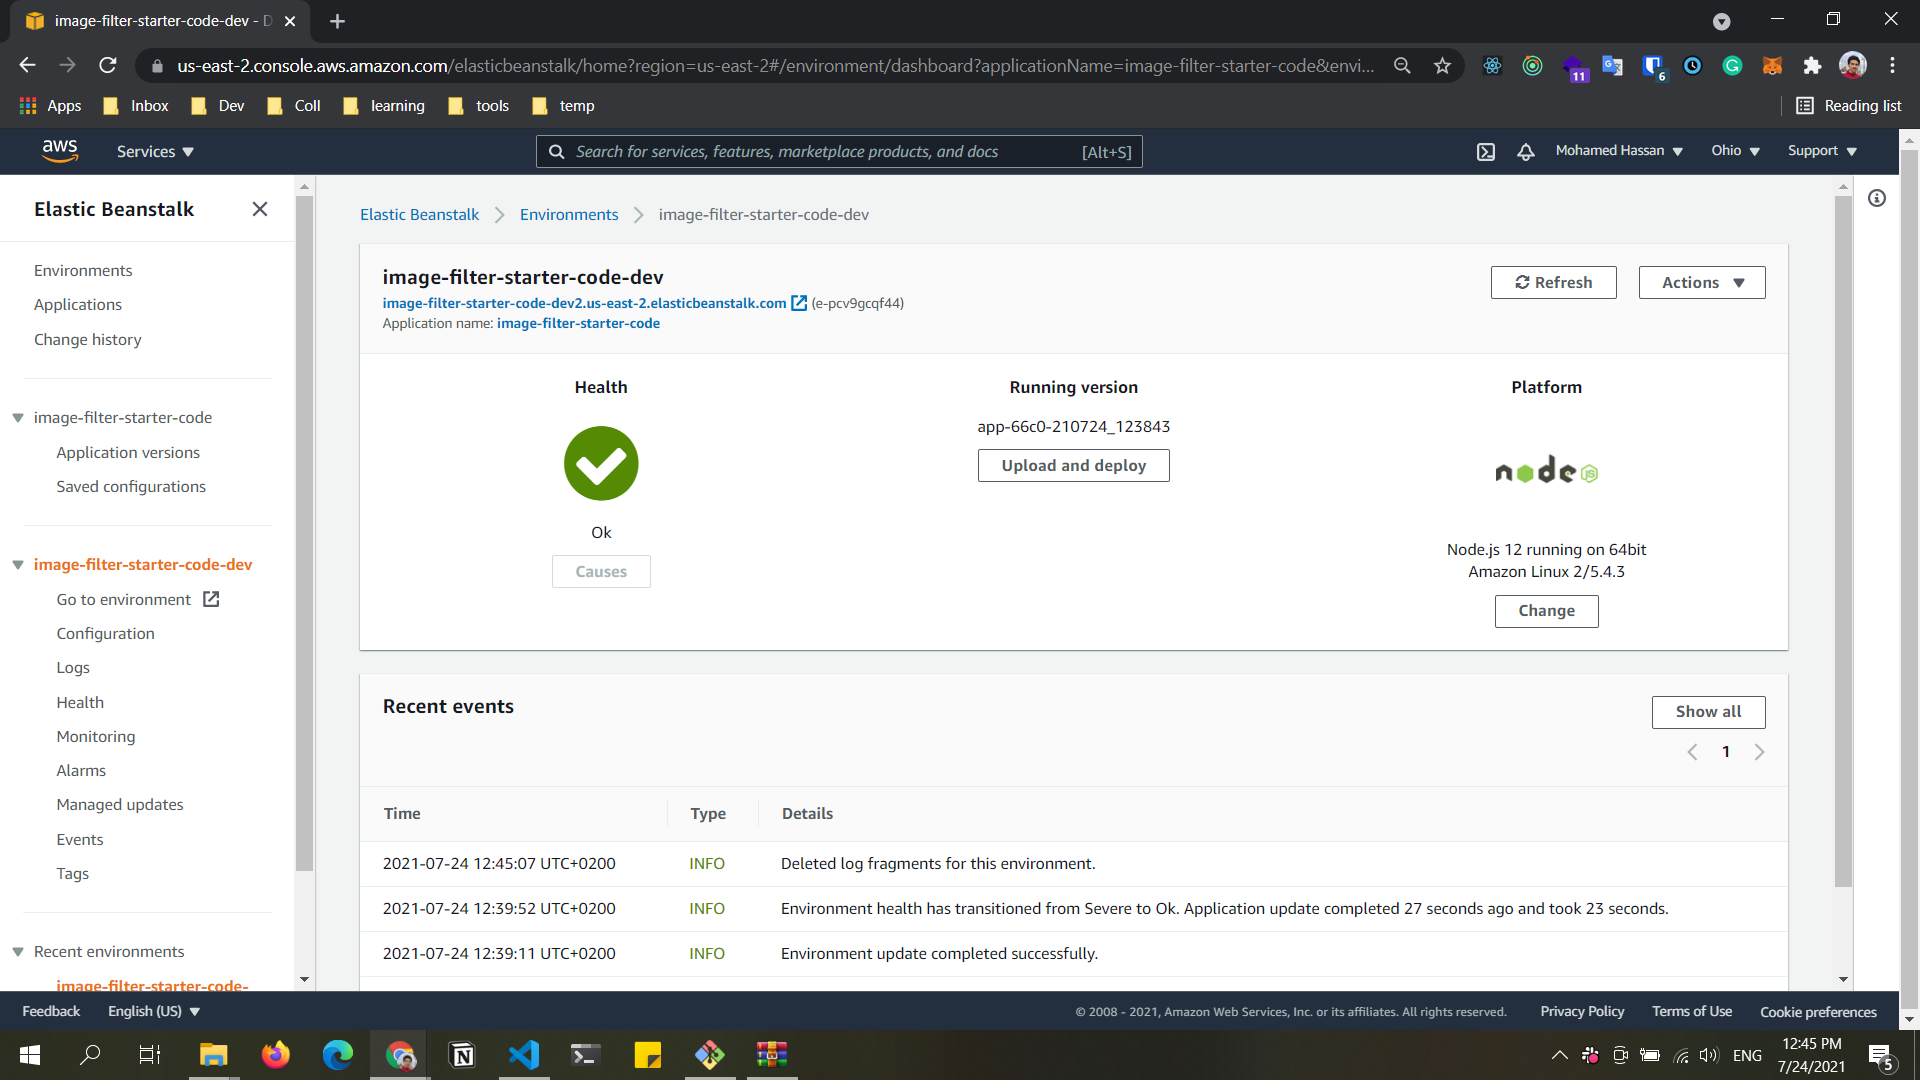 image-filter-starter-code-dev - D
us-east-2.console.aws.amazon.com/elasticbeanstalk/home?region=us-east-2#/environment/dashboard?applicationName=image-filter-starter-code&envi...
11
6
Apps
Inbox
Dev
Coll
learning
tools
temp
Reading list
aws
Services
Search for services, features, marketplace products, and docs
[Alt+S]
Mohamed Hassan
Ohio
Support
Elastic Beanstalk
Environments
Applications
Change history
image-filter-starter-code
Application versions
Saved configurations
image-filter-starter-code-dev
Go to environment
Configuration
Logs
Health
Monitoring
Alarms
Managed updates
Events
Tags
Recent environments
image-filter-starter-code-
Elastic Beanstalk
Environments
image-filter-starter-code-dev
image-filter-starter-code-dev
image-filter-starter-code-dev2.us-east-2.elasticbeanstalk.com (e-pcv9gcqf44)
Application name: image-filter-starter-code
Refresh
Actions
Health
Ok
Causes
Running version
app-66c0-210724_123843
Upload and deploy
Platform
node JS
Node.js 12 running on 64bit
Amazon Linux 2/5.4.3
Change
Recent events
Show all
1
Time Type Details
2021-07-24 12:45:07 UTC+0200 INFO Deleted log fragments for this environment.
2021-07-24 12:39:52 UTC+0200 INFO Environment health has transitioned from Severe to Ok. Application update completed 27 seconds ago and took 23 seconds.
2021-07-24 12:39:11 UTC+0200 INFO Environment update completed successfully.
Feedback
English (US)
© 2008 - 2021, Amazon Web Services, Inc. or its affiliates. All rights reserved.
Privacy Policy
Terms of Use
Cookie preferences
ENG
12:45 PM
7/24/2021
5